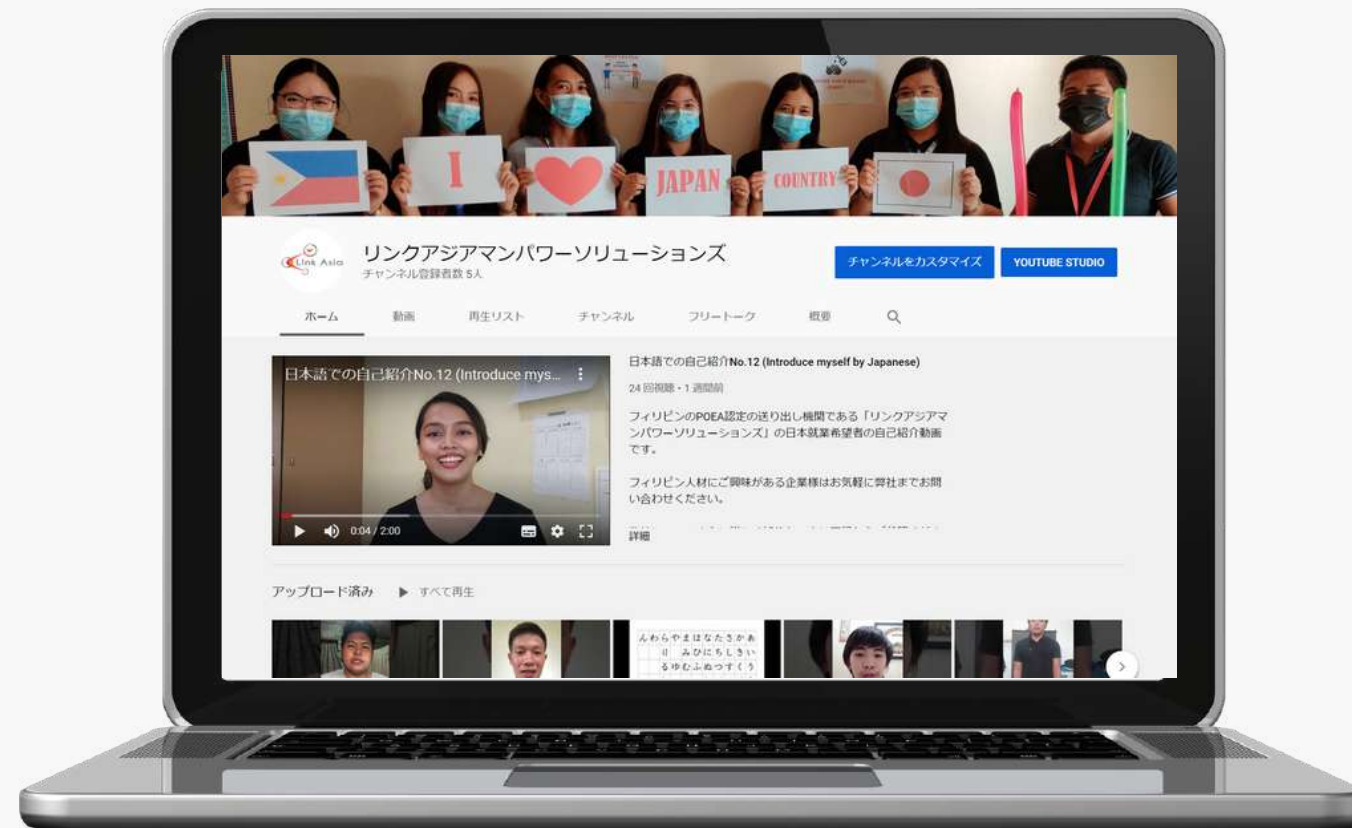 I
JAPAN
COUNTRY
Link Asia
リンクアジアマンパワーソリューションズ
チャンネル登録者数 5人
チャンネルをカスタマイズ
YOUTUBE STUDIO
ホーム 動画 再生リスト チャンネル フリートーク 概要
日本語での自己紹介No.12 (Introduce mys...
0:04 / 2:00
日本語での自己紹介No.12 (Introduce myself by Japanese)
24 回視聴・1 週間前
フィリピンのPOEA認定の送り出し機関である「リンクアジアマ
ンパワーソリューションズ」の日本就業希望者の自己紹介動画
です。
フィリピン人材にご興味がある企業様はお気軽に弊社までお問
い合わせください。
詳細
アップロード済み すべて再生
んわらやまはなたさかあ
り みひにちしきい
るゆむふぬつすくう